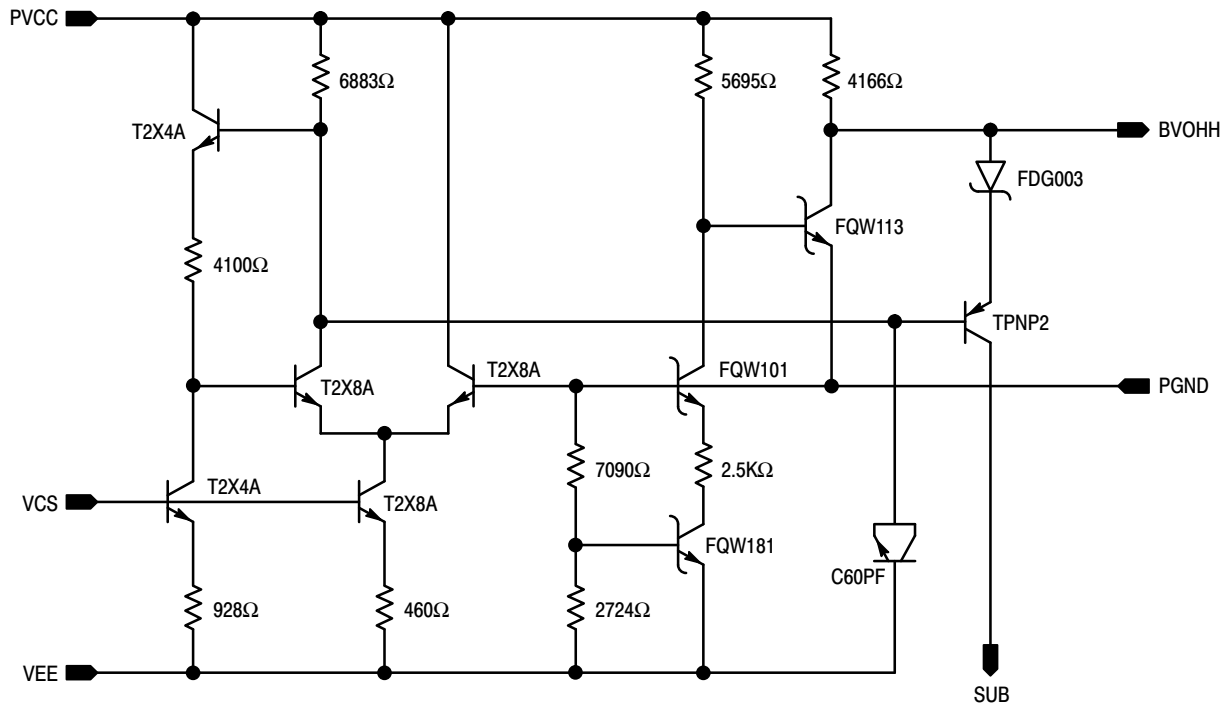 PVCC
6883Ω
5695Ω
4166Ω
T2X4A
BVOHH
FDG003
FQW113
4100Ω
TPNP2
T2X8A
T2X8A
FQW101
PGND
7090Ω
2.5KΩ
VCS
T2X4A
T2X8A
FQW181
C60PF
928Ω
460Ω
2724Ω
VEE
SUB